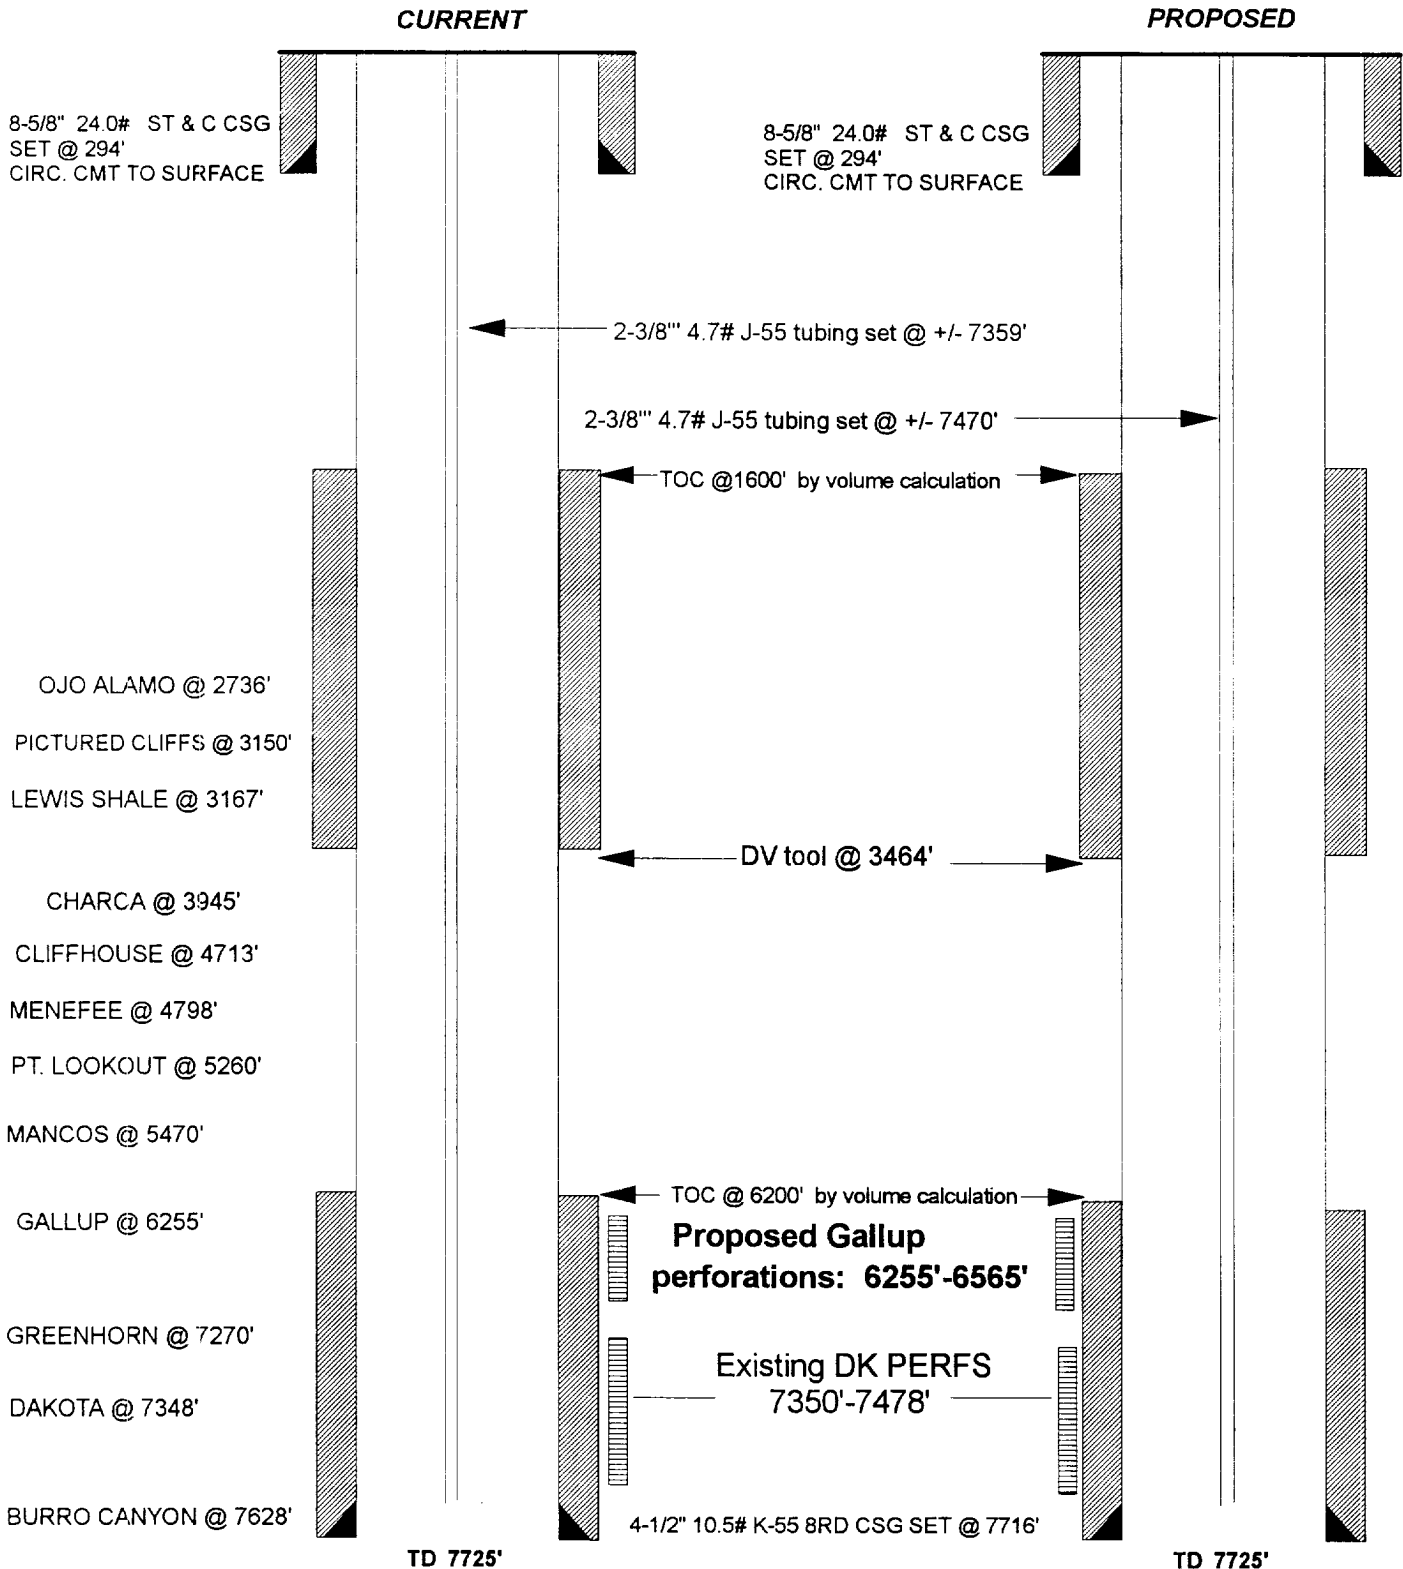 CURRENT
PROPOSED
8-5/8" 24.0# ST & C CSG
SET @ 294'
CIRC. CMT TO SURFACE
8-5/8" 24.0# ST & C CSG
SET @ 294'
CIRC. CMT TO SURFACE
2-3/8"' 4.7# J-55 tubing set @ +/- 7359'
2-3/8"' 4.7# J-55 tubing set @ +/- 7470'
TOC @1600' by volume calculation
OJO ALAMO @ 2736'
PICTURED CLIFFS @ 3150'
LEWIS SHALE @ 3167'
DV tool @ 3464'
CHARCA @ 3945'
CLIFFHOUSE @ 4713'
MENEFEE @ 4798'
PT. LOOKOUT @ 5260'
MANCOS @ 5470'
TOC @ 6200' by volume calculation
GALLUP @ 6255'
Proposed Gallup
perforations: 6255'-6565'
GREENHORN @ 7270'
Existing DK PERFS
7350'-7478'
DAKOTA @ 7348'
BURRO CANYON @ 7628'
4-1/2" 10.5# K-55 8RD CSG SET @ 7716'
TD 7725'
TD 7725'